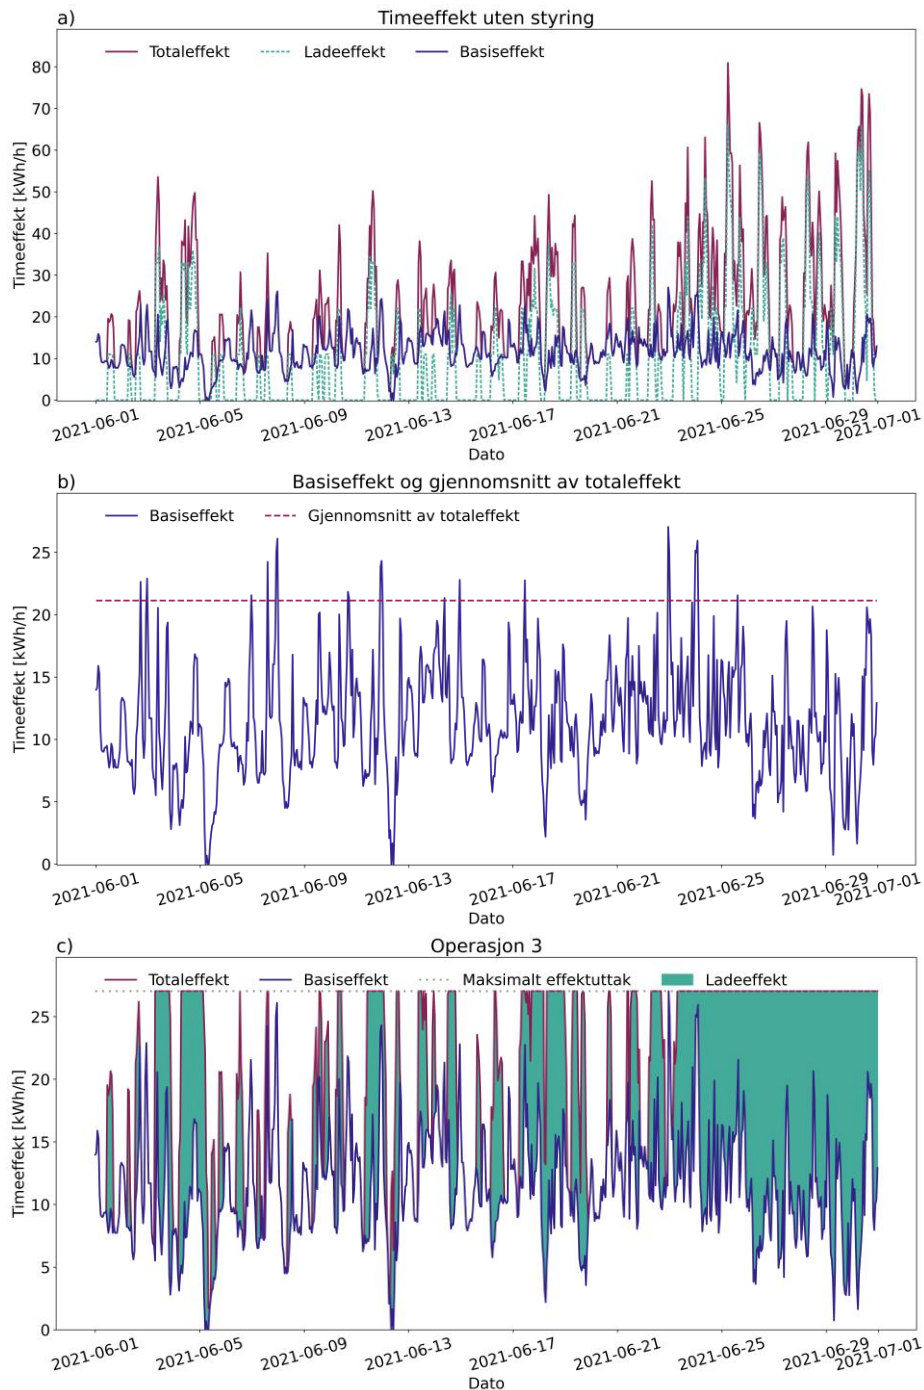 a) Timeeffekt uten styring
Totaleffekt Ladeeffekt Basiseffekt
Timeeffekt [kWh/h]
80
70
60
50
40
30
20
10
0
2021-06-01 2021-06-05 2021-06-09 2021-06-13 2021-06-17 2021-06-21 2021-06-25 2021-06-29 2021-07-01
Dato
b) Basiseffekt og gjennomsnitt av totaleffekt
Basiseffekt Gjennomsnitt av totaleffekt
Timeeffekt [kWh/h]
25
20
15
10
5
0
2021-06-01 2021-06-05 2021-06-09 2021-06-13 2021-06-17 2021-06-21 2021-06-25 2021-06-29 2021-07-01
Dato
c) Operasjon 3
Totaleffekt Basiseffekt Maksimalt effektuttak Ladeeffekt
Timeeffekt [kWh/h]
25
20
15
10
5
0
2021-06-01 2021-06-05 2021-06-09 2021-06-13 2021-06-17 2021-06-21 2021-06-25 2021-06-29 2021-07-01
Dato